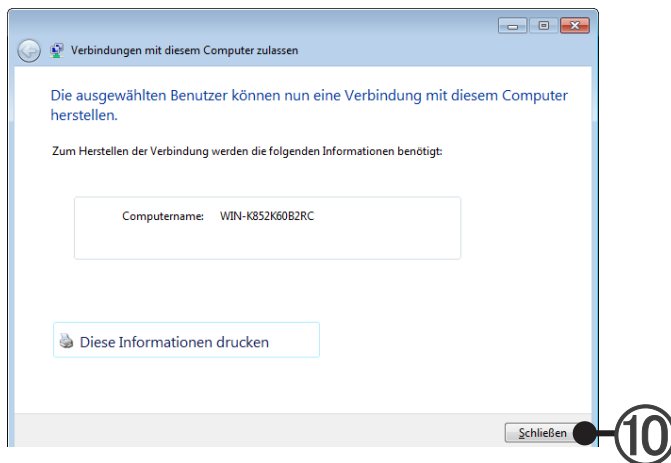 Verbindungen mit diesem Computer zulassen
Die ausgewählten Benutzer können nun eine Verbindung mit diesem Computer
herstellen.
Zum Herstellen der Verbindung werden die folgenden Informationen benötigt:
Computername: WIN-K852K60B2RC
Diese Informationen drucken
Schließen
10